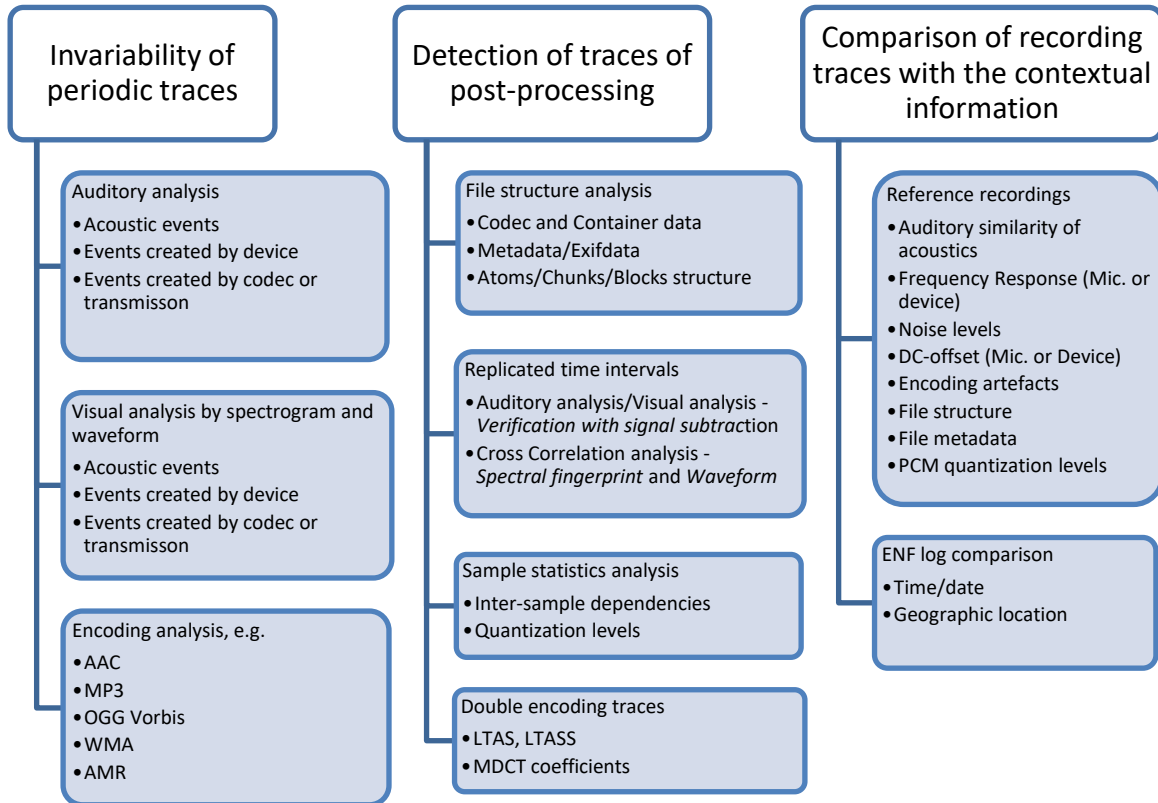 Invariability of
periodic traces
Auditory analysis
•Acoustic events
•Events created by device
•Events created by codec or
transmisson
Visual analysis by spectrogram and
waveform
•Acoustic events
•Events created by device
•Events created by codec or
transmisson
Encoding analysis, e.g.
•AAC
•MP3
•OGG Vorbis
•WMA
•AMR
Detection of traces of
post-processing
File structure analysis
•Codec and Container data
•Metadata/Exifdata
•Atoms/Chunks/Blocks structure
Replicated time intervals
•Auditory analysis/Visual analysis -
Verification with signal subtraction
•Cross Correlation analysis -
Spectral fingerprint and Waveform
Sample statistics analysis
•Inter-sample dependencies
•Quantization levels
Double encoding traces
•LTAS, LTASS
•MDCT coefficients
Comparison of recording
traces with the contextual
information
Reference recordings
•Auditory similarity of
acoustics
•Frequency Response (Mic. or
device)
•Noise levels
•DC-offset (Mic. or Device)
•Encoding artefacts
•File structure
•File metadata
•PCM quantization levels
ENF log comparison
•Time/date
•Geographic location